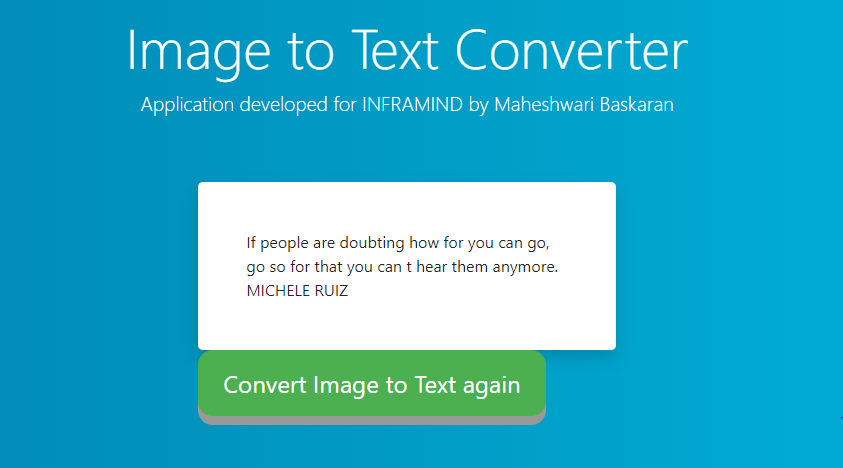 Image to Text Converter
Application developed for INFRAMIND by Maheshwari Baskaran
If people are doubting how for you can go,
go so for that you can t hear them anymore.
MICHELE RUIZ
Convert Image to Text again